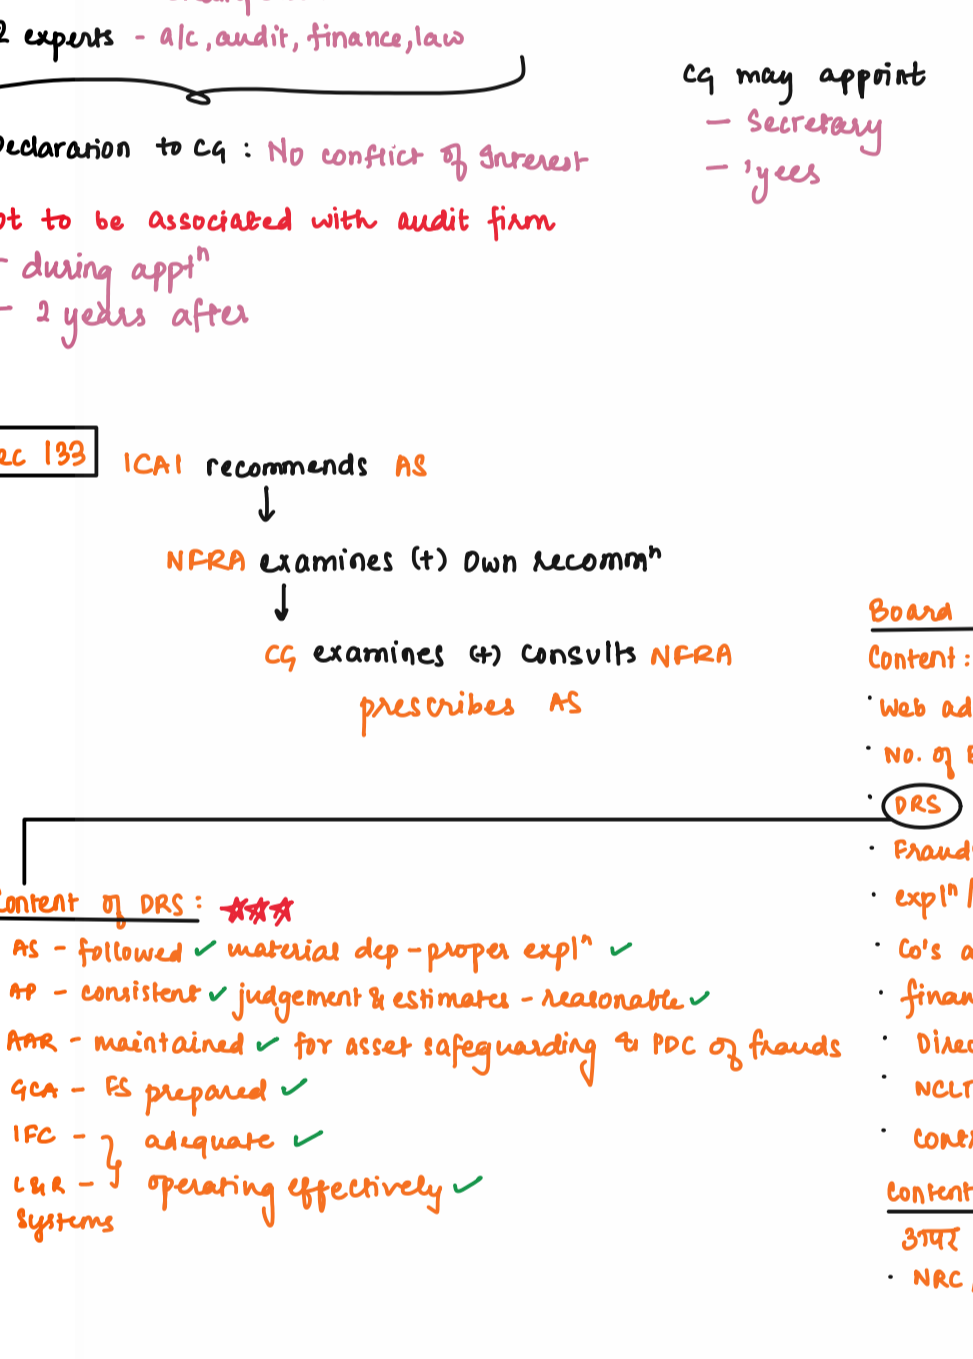 2 experts - a/c, audit, finance, law
CG may appoint
- Secretary
- 'yees
Declaration to CG : No conflict of Interest
ot to be associated with audit firm
- during apptⁿ
- 2 years after
ec 133
ICAI recommends AS
↓
NFRA examines (+) Own recommⁿ
↓
CG examines (+) Consults NFRA
prescribes AS
Board
Content :
· Web ad
· No. of
· DRS
· Fraud
· explⁿ /
· Co's a
· finan
· Direc
· NCLT
Content
ऊपर
· NRC,
Content of DRS : ***
AS - followed ✓ material dep - proper explⁿ ✓
AP - consistent ✓ judgement & estimates - reasonable ✓
AAR - maintained ✓ for asset safeguarding & PDC of frauds
GCA - FS prepared ✓
IFC - } adequate ✓
L&R - } operating effectively ✓
Systems